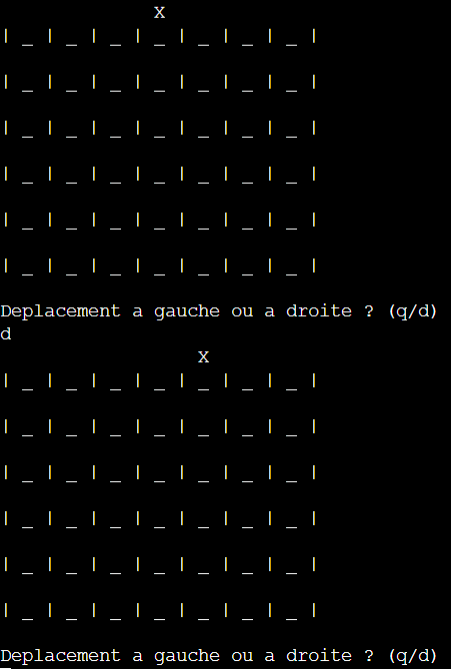 X
| _ | _ | _ | _ | _ | _ | _ |
| _ | _ | _ | _ | _ | _ | _ |
| _ | _ | _ | _ | _ | _ | _ |
| _ | _ | _ | _ | _ | _ | _ |
| _ | _ | _ | _ | _ | _ | _ |
| _ | _ | _ | _ | _ | _ | _ |
Deplacement a gauche ou a droite ? (q/d)
d
                  X
| _ | _ | _ | _ | _ | _ | _ |
| _ | _ | _ | _ | _ | _ | _ |
| _ | _ | _ | _ | _ | _ | _ |
| _ | _ | _ | _ | _ | _ | _ |
| _ | _ | _ | _ | _ | _ | _ |
| _ | _ | _ | _ | _ | _ | _ |
Deplacement a gauche ou a droite ? (q/d)